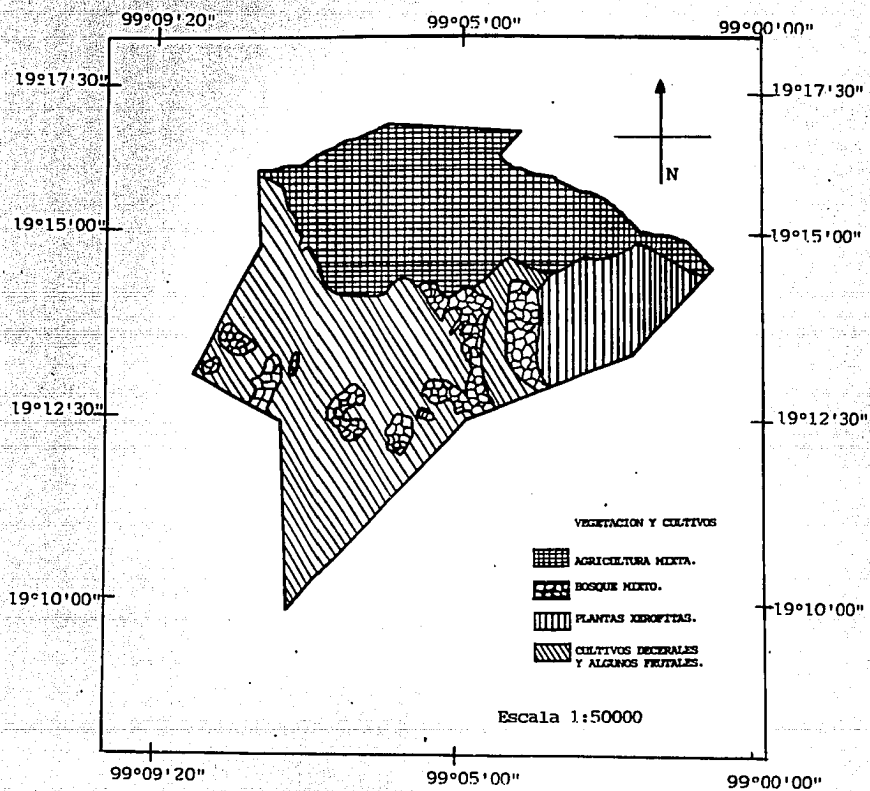 99°09'20"
99°05'00"
99°00'00"
19°17'30"
19°17'30"
N
19°15'00"
19°15'00"
19°12'30"
19°12'30"
VEGETACION Y CULTIVOS
AGRICULTURA MIXTA.
BOSQUE MIXTO.
19°10'00"
19°10'00"
PLANTAS XEROFITAS.
CULTIVOS DECERALES
Y ALGUNOS FRUTALES.
Escala 1:50000
99°09'20"
99°05'00"
99°00'00"